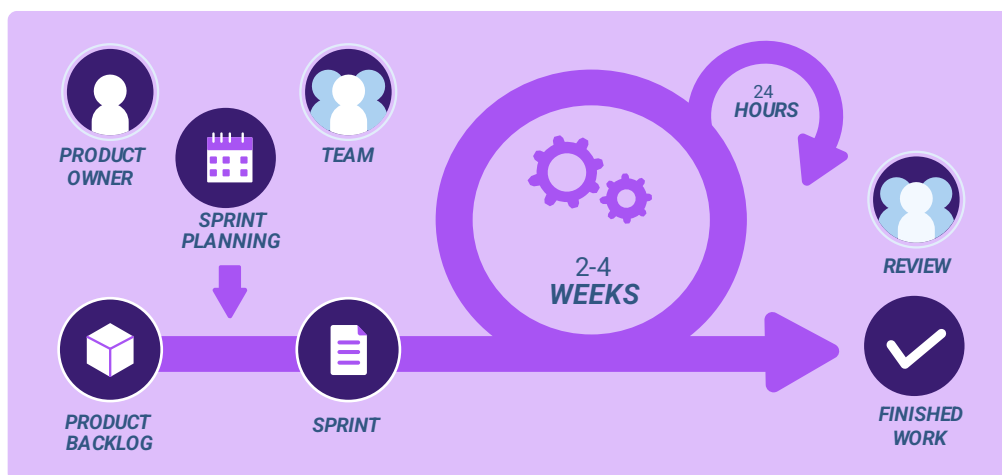 PRODUCT
OWNER
SPRINT
PLANNING
TEAM
24
HOURS
2-4
WEEKS
REVIEW
PRODUCT
BACKLOG
SPRINT
FINISHED
WORK